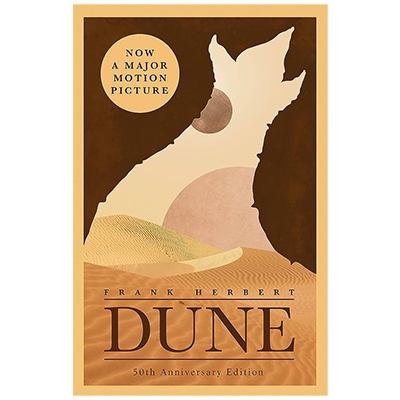 NOW
A MAJOR
MOTION
PICTURE
FRANK HERBERT
DUNE
50th Anniversary Edition